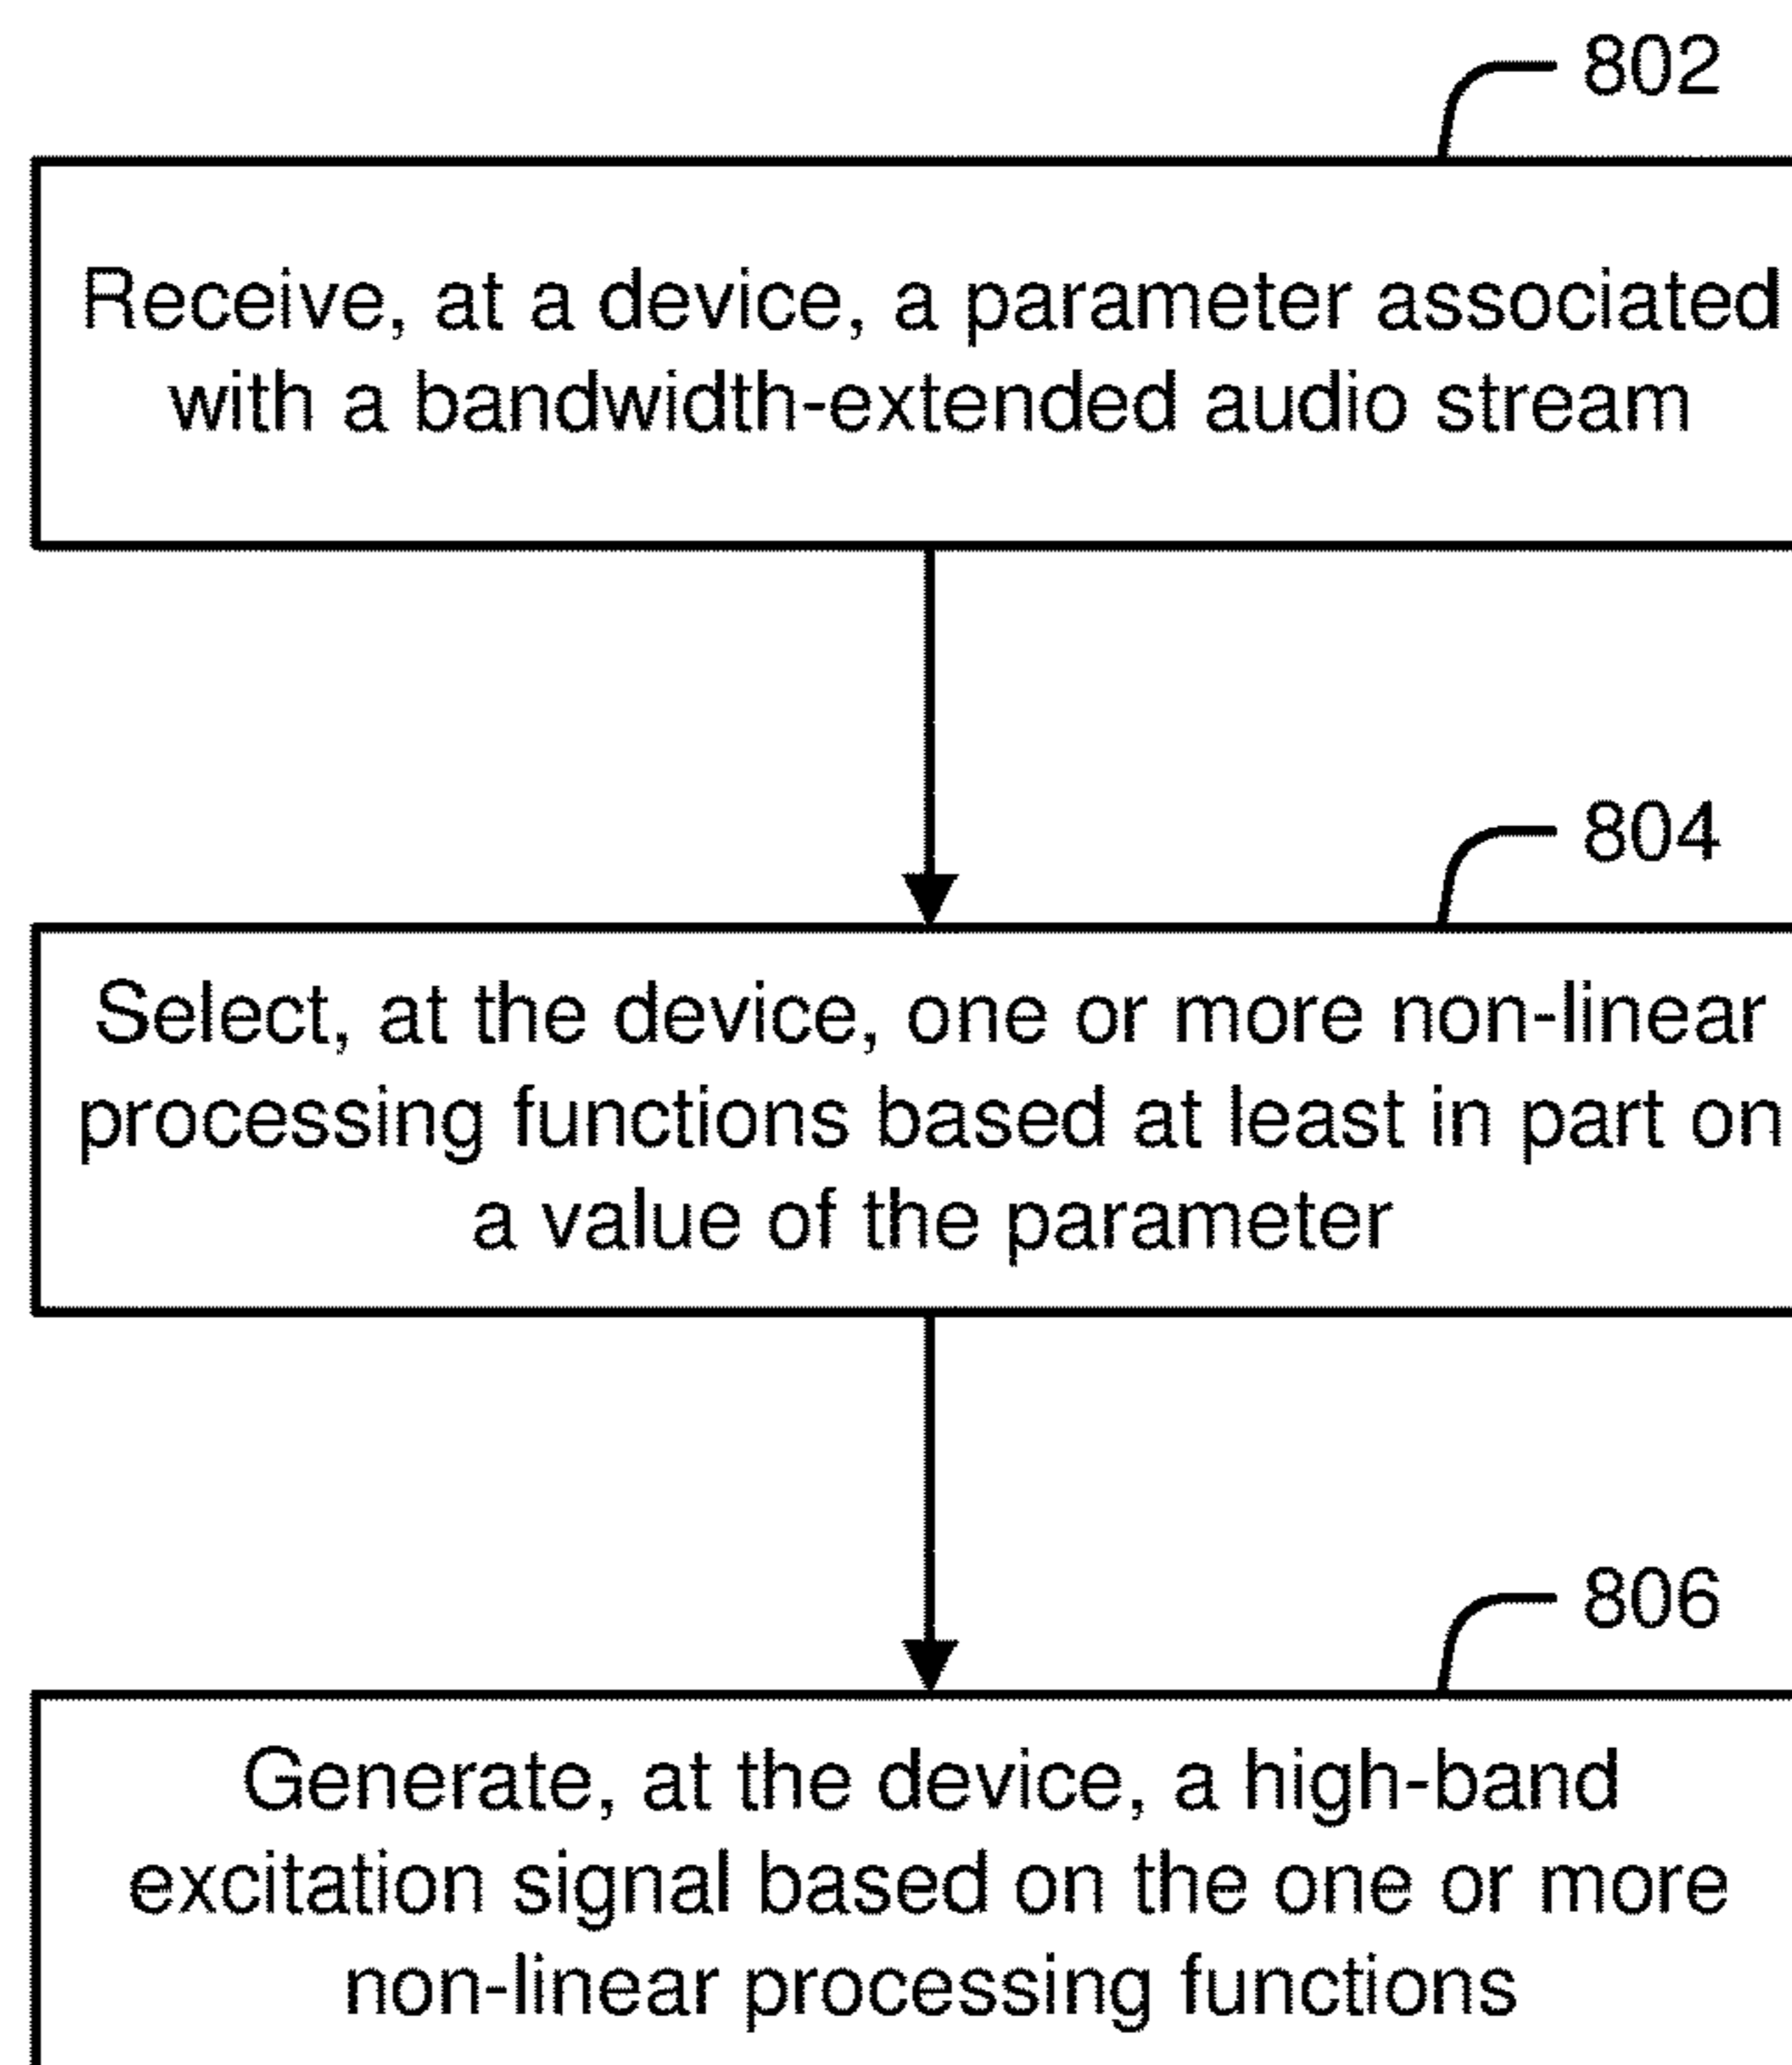 802
Receive, at a device, a parameter associated
with a bandwidth-extended audio stream
804
Select, at the device, one or more non-linear
processing functions based at least in part on
a value of the parameter
806
Generate, at the device, a high-band
excitation signal based on the one or more
non-linear processing functions